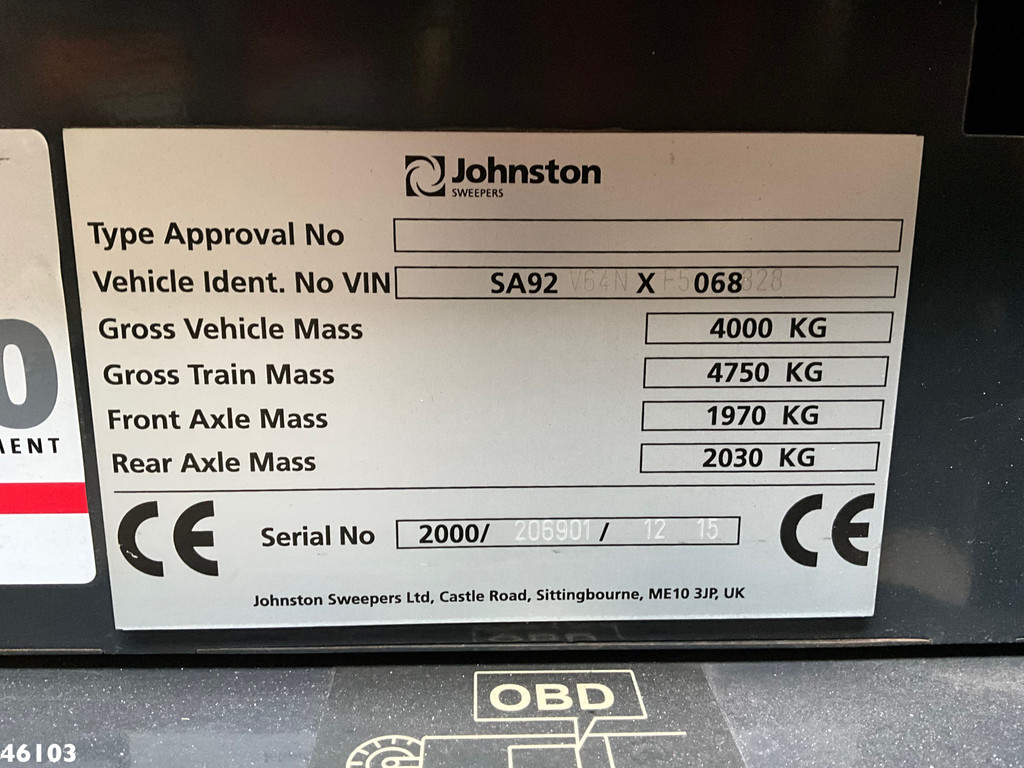 Johnston
SWEEPERS
Type Approval No
Vehicle Ident. No VIN SA92 V64N X F5 068 328
Gross Vehicle Mass 4000 KG
Gross Train Mass 4750 KG
Front Axle Mass 1970 KG
Rear Axle Mass 2030 KG
CE Serial No 2000/ 206901 / 12 15 CE
Johnston Sweepers Ltd, Castle Road, Sittingbourne, ME10 3JP, UK
0
MENT
OBD
46103